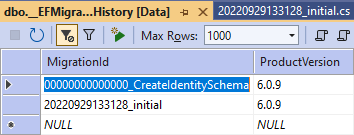 dbo.__EFMigra...History [Data]
20220929133128_initial.cs
Max Rows: 1000
MigrationId ProductVersion
00000000000000_CreateIdentitySchema 6.0.9
20220929133128_initial 6.0.9
NULL NULL